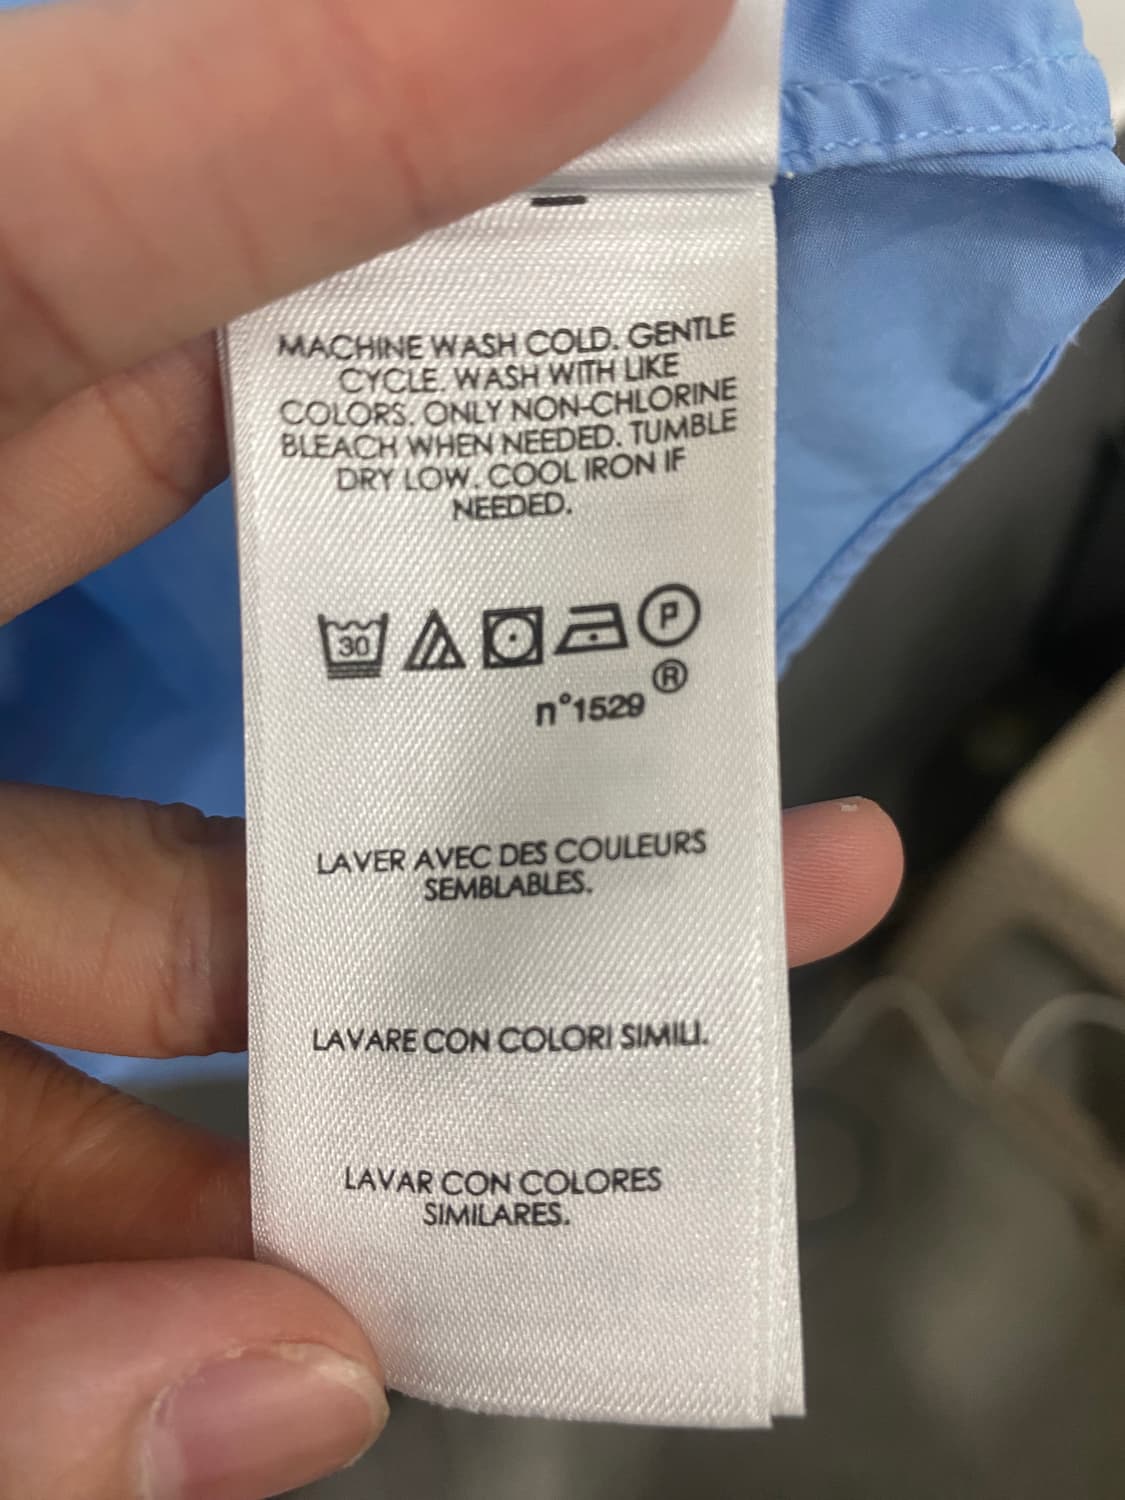 MACHINE WASH COLD. GENTLE
CYCLE. WASH WITH LIKE
COLORS. ONLY NON-CHLORINE
BLEACH WHEN NEEDED. TUMBLE
DRY LOW. COOL IRON IF
NEEDED.
30 P
®
n°1529
LAVER AVEC DES COULEURS
SEMBLABLES.
LAVARE CON COLORI SIMILI.
LAVAR CON COLORES
SIMILARES.